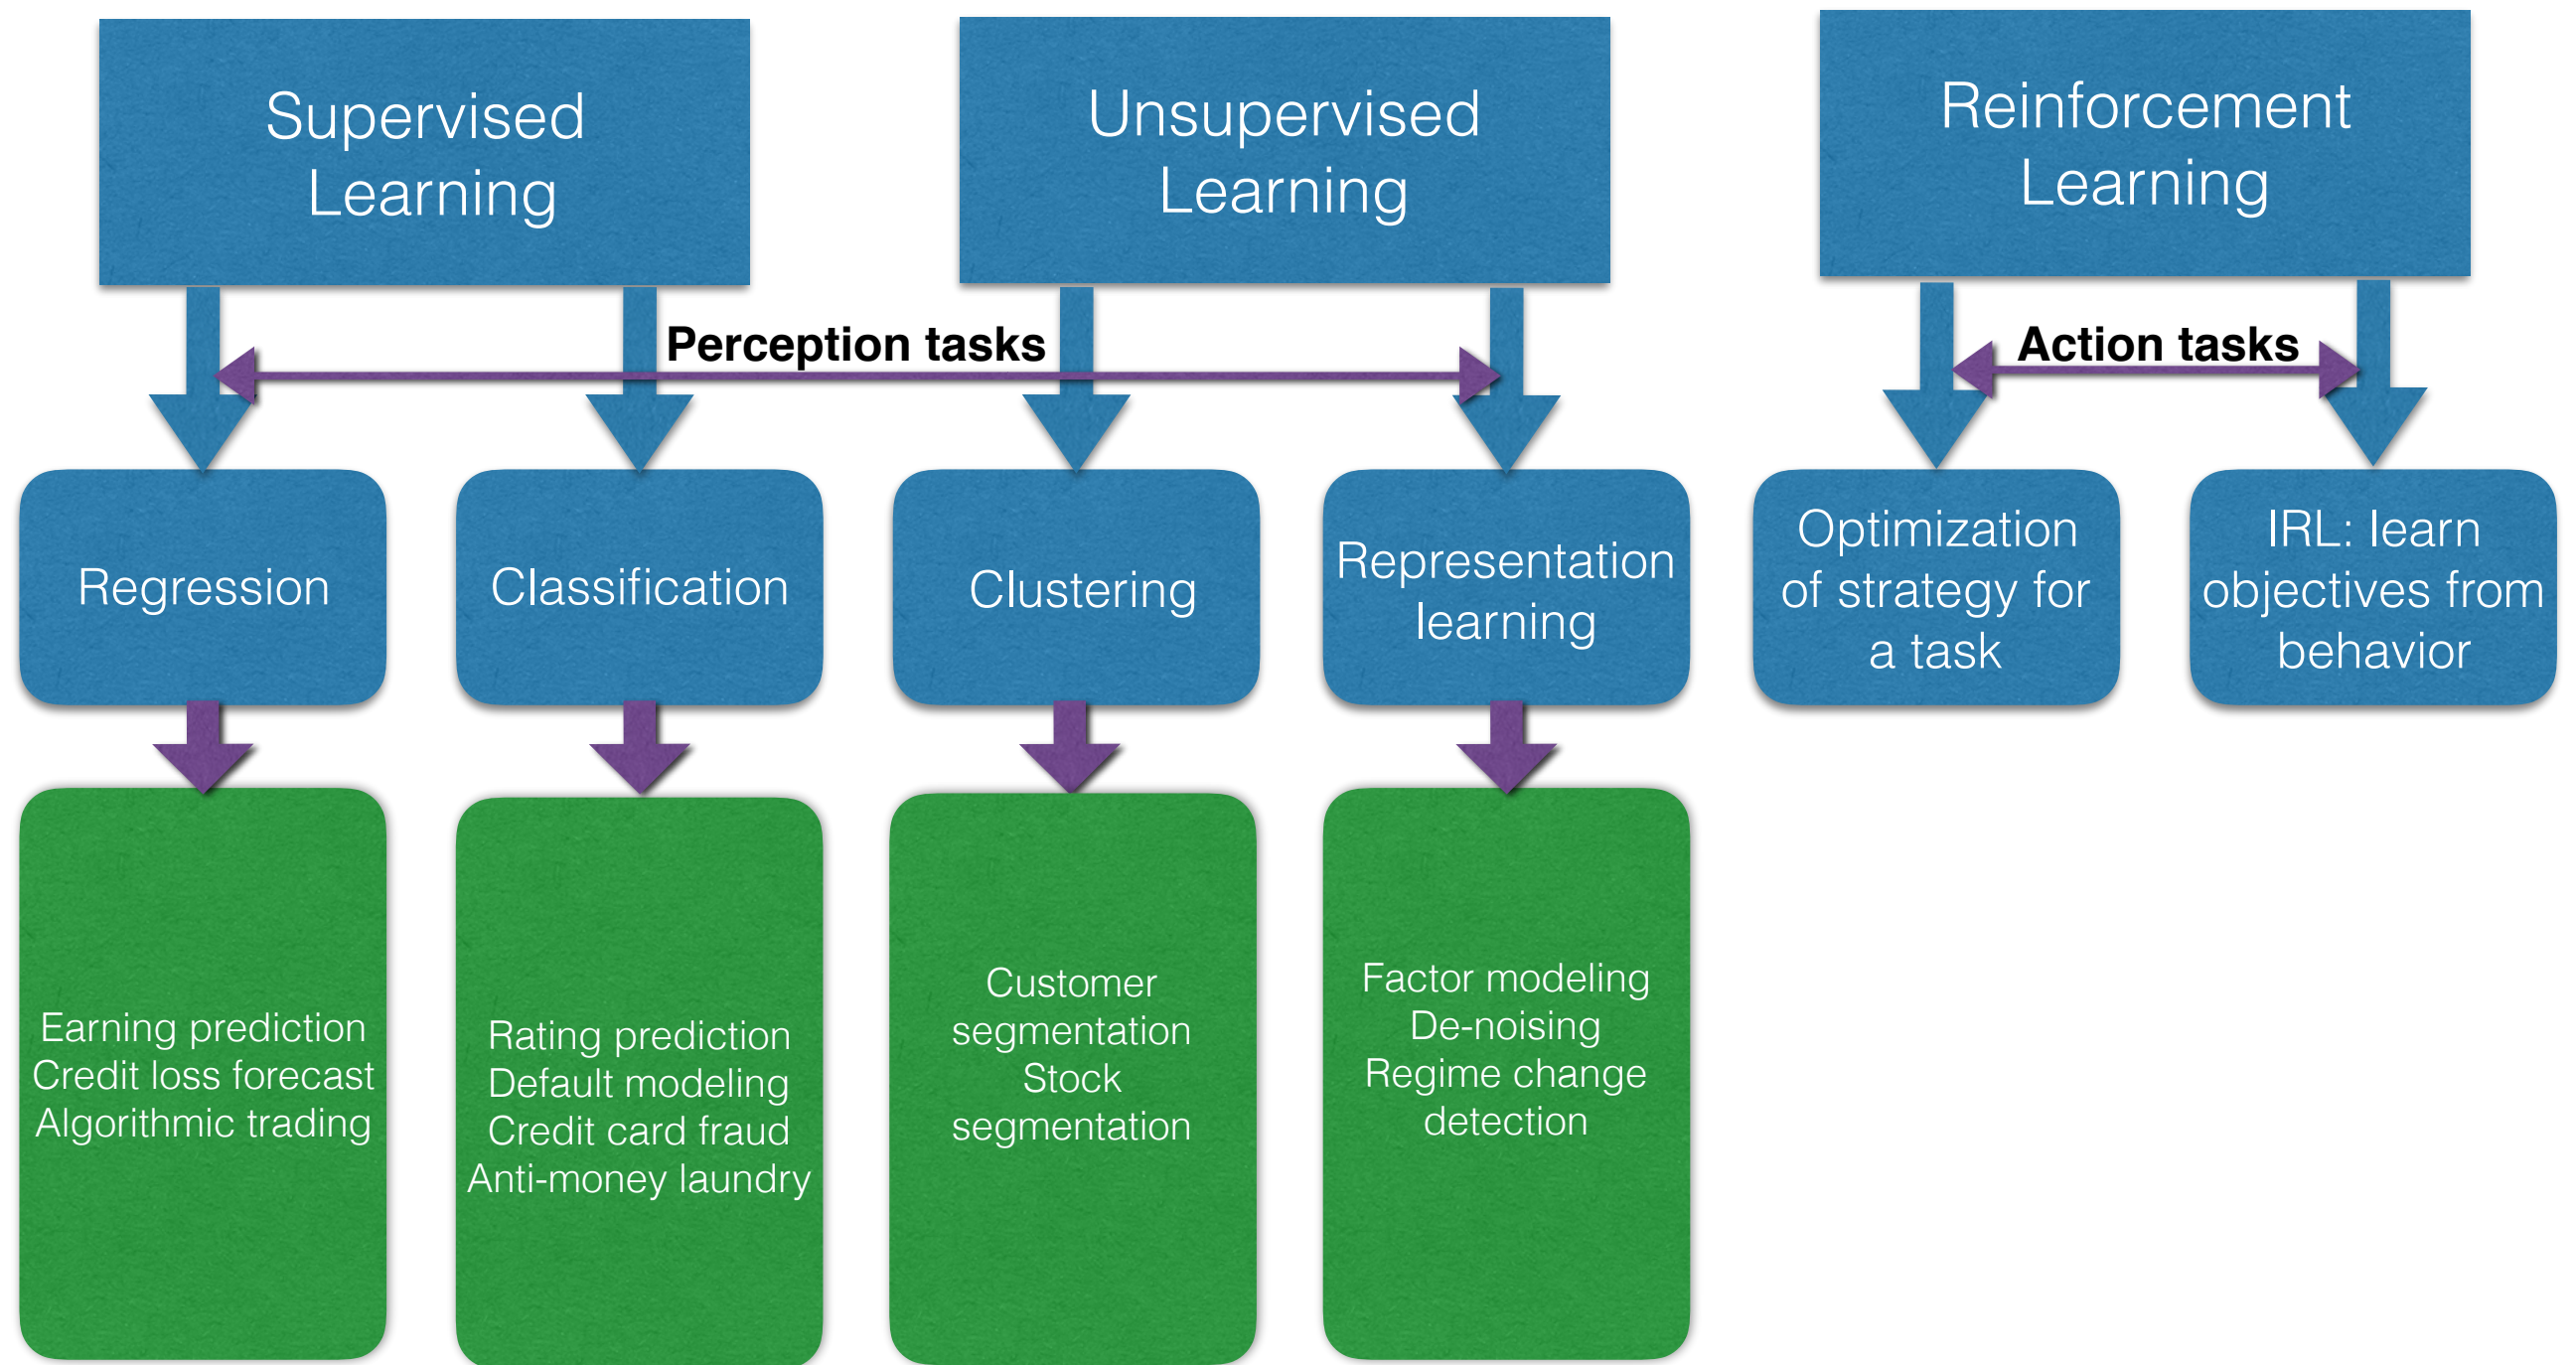 Supervised
Learning
Unsupervised
Learning
Reinforcement
Learning
Perception tasks
Action tasks
Regression
Classification
Clustering
Representation
learning
Optimization
of strategy for
a task
IRL: learn
objectives from
behavior
Earning prediction
Credit loss forecast
Algorithmic trading
Rating prediction
Default modeling
Credit card fraud
Anti-money laundry
Customer
segmentation
Stock
segmentation
Factor modeling
De-noising
Regime change
detection